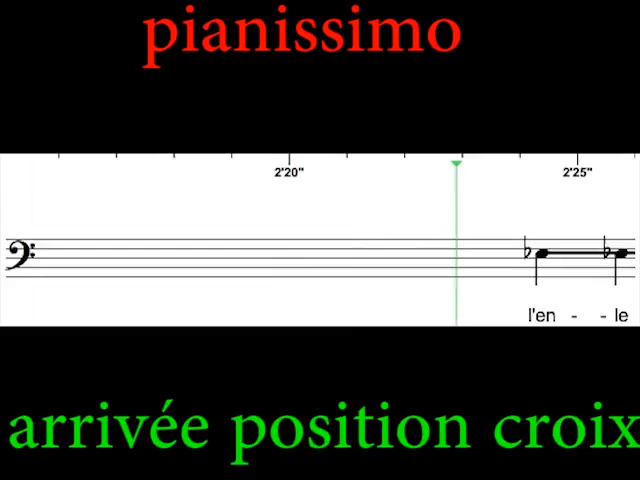 pianissimo
2'20" 2'25"
l'en - - le
arrivée position croix